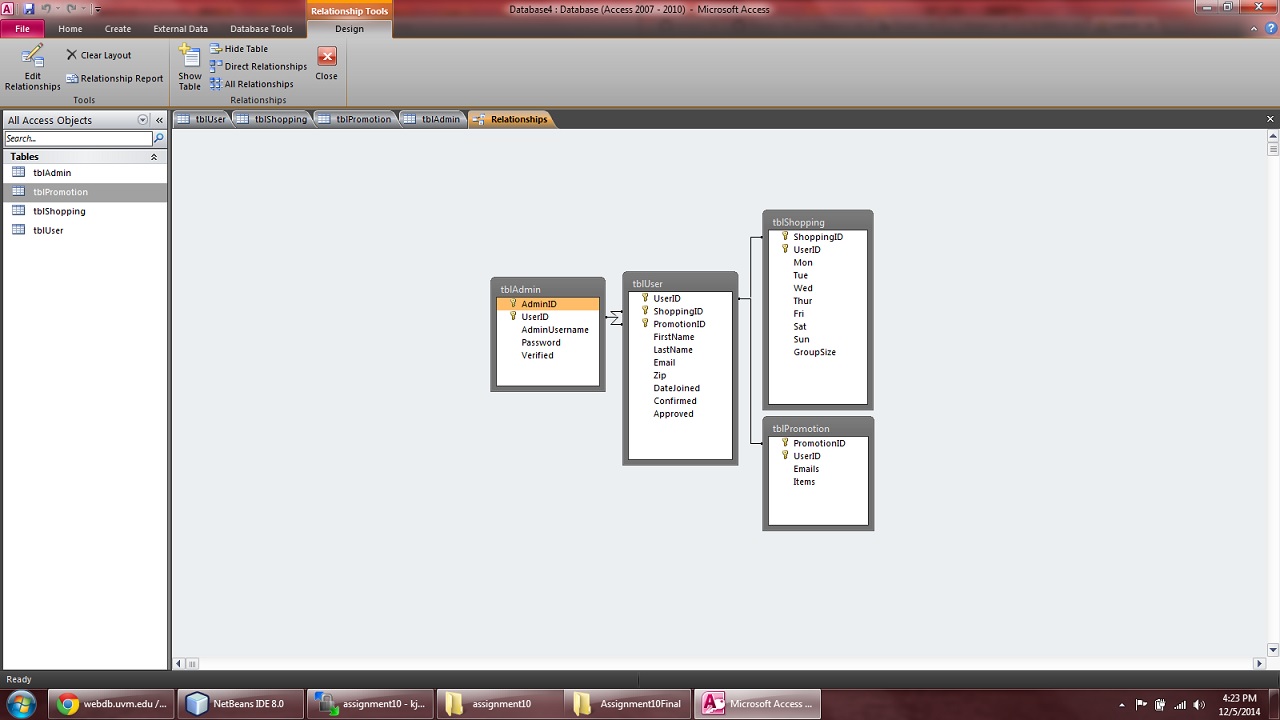 Relationship Tools
Database4 : Database (Access 2007 - 2010) - Microsoft Access
File
Home
Create
External Data
Database Tools
Design
Edit Relationships
Clear Layout
Relationship Report
Tools
Show Table
Hide Table
Direct Relationships
All Relationships
Relationships
Close
All Access Objects
Search...
Tables
tblAdmin
tblPromotion
tblShopping
tblUser
tblUser
tblShopping
tblPromotion
tblAdmin
Relationships
tblAdmin
AdminID
UserID
AdminUsername
Password
Verified
tblUser
UserID
ShoppingID
PromotionID
FirstName
LastName
Email
Zip
DateJoined
Confirmed
Approved
tblShopping
ShoppingID
UserID
Mon
Tue
Wed
Thur
Fri
Sat
Sun
GroupSize
tblPromotion
PromotionID
UserID
Emails
Items
Ready
webdb.uvm.edu /...
NetBeans IDE 8.0
assignment10 - kj...
assignment10
Assignment10Final
Microsoft Access ...
4:23 PM
12/5/2014